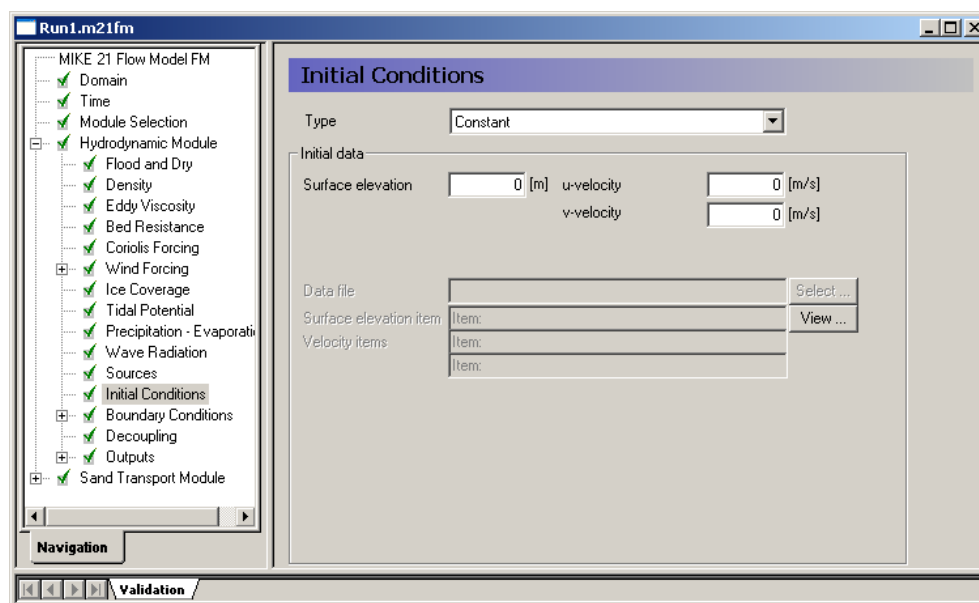 Run1.m21fm
MIKE 21 Flow Model FM
Domain
Time
Module Selection
Hydrodynamic Module
Flood and Dry
Density
Eddy Viscosity
Bed Resistance
Coriolis Forcing
Wind Forcing
Ice Coverage
Tidal Potential
Precipitation - Evaporati
Wave Radiation
Sources
Initial Conditions
Boundary Conditions
Decoupling
Outputs
Sand Transport Module
Navigation
Initial Conditions
Type Constant
Initial data
Surface elevation 0 [m] u-velocity 0 [m/s]
v-velocity 0 [m/s]
Data file Select ...
Surface elevation item Item: View ...
Velocity items Item:
Item:
Validation